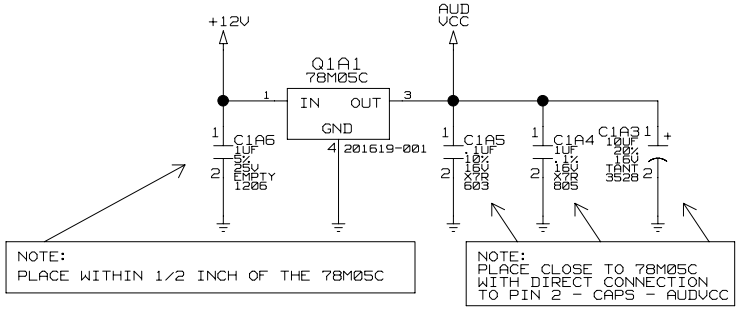 +12V
AUD
VCC
Q1A1
78M05C
1
IN
OUT
3
GND
4
201619-001
1
C1A6
1UF
5%
25V
EMPTY
1206
2
1
C1A5
.1UF
10%
16V
X7R
603
2
1
C1A4
1UF
.1%
16V
X7R
805
2
C1A3
10UF
20%
16V
TANT
3528
1
+
2
NOTE:
PLACE WITHIN 1/2 INCH OF THE 78M05C
NOTE:
PLACE CLOSE TO 78M05C
WITH DIRECT CONNECTION
TO PIN 2 - CAPS - AUDVCC